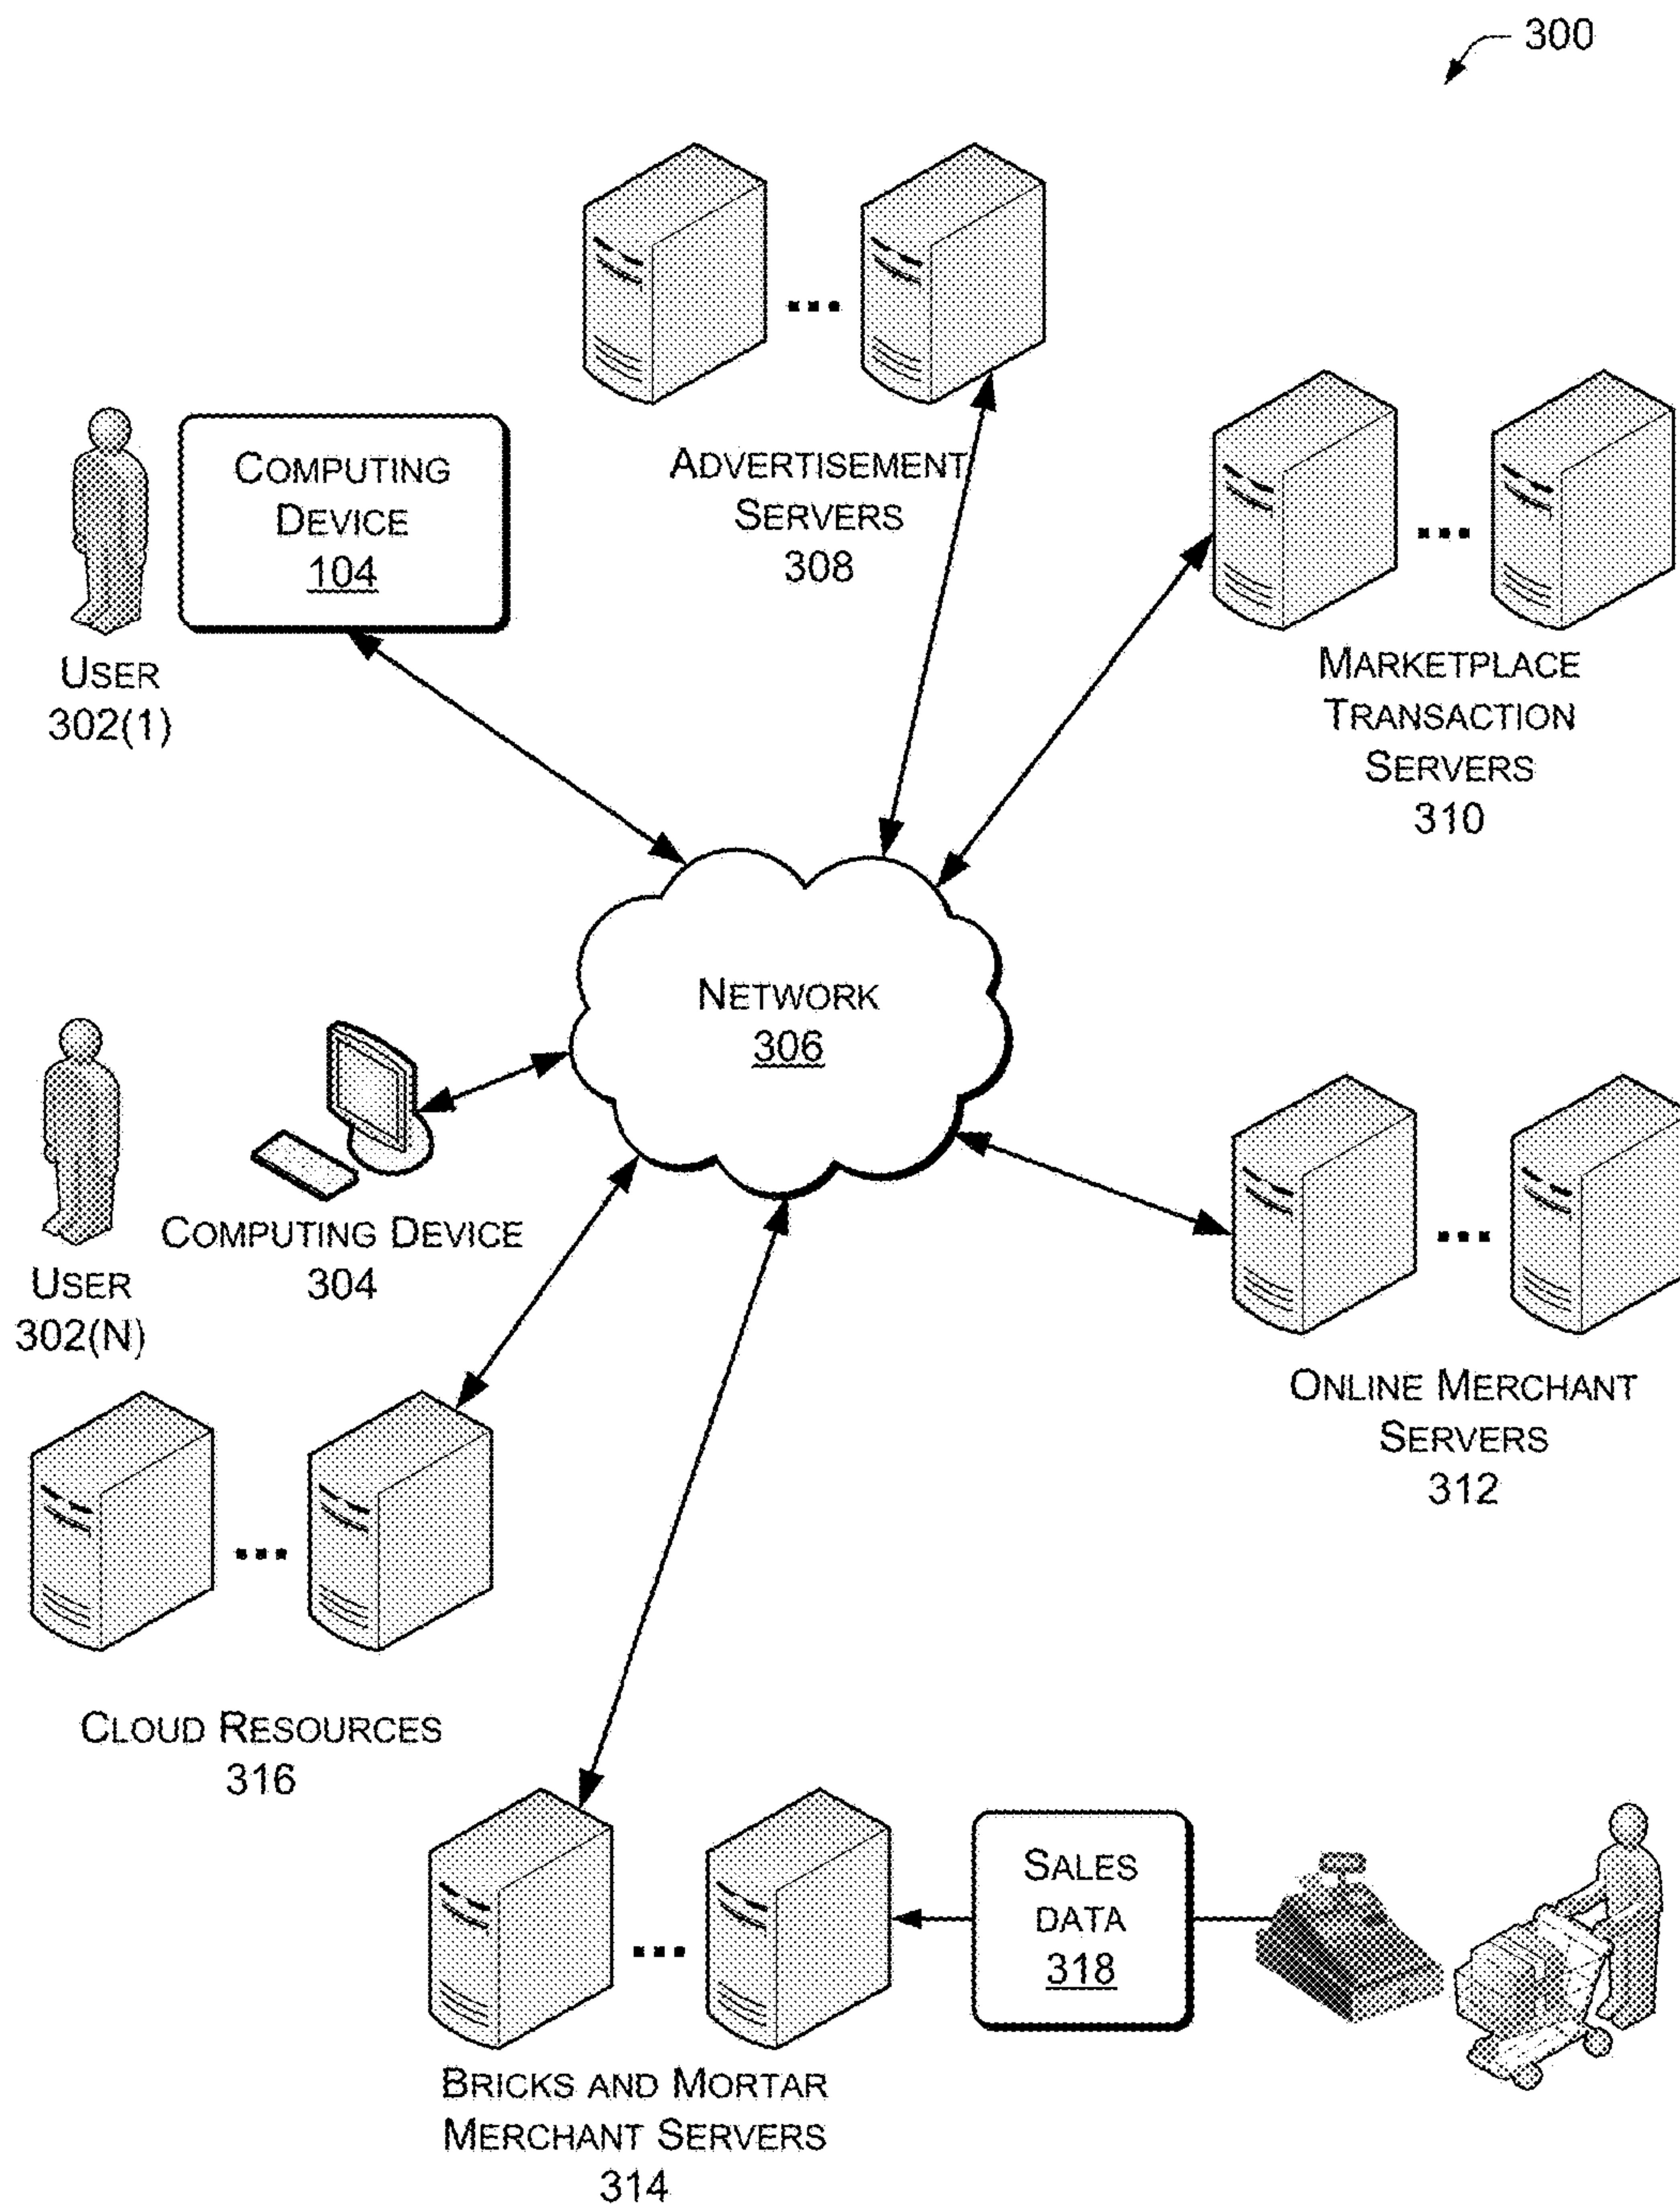 300
ADVERTISEMENT
SERVERS
308
COMPUTING
DEVICE
104
USER
302(1)
MARKETPLACE
TRANSACTION
SERVERS
310
NETWORK
306
COMPUTING DEVICE
304
USER
302(N)
ONLINE MERCHANT
SERVERS
312
CLOUD RESOURCES
316
SALES
DATA
318
BRICKS AND MORTAR
MERCHANT SERVERS
314